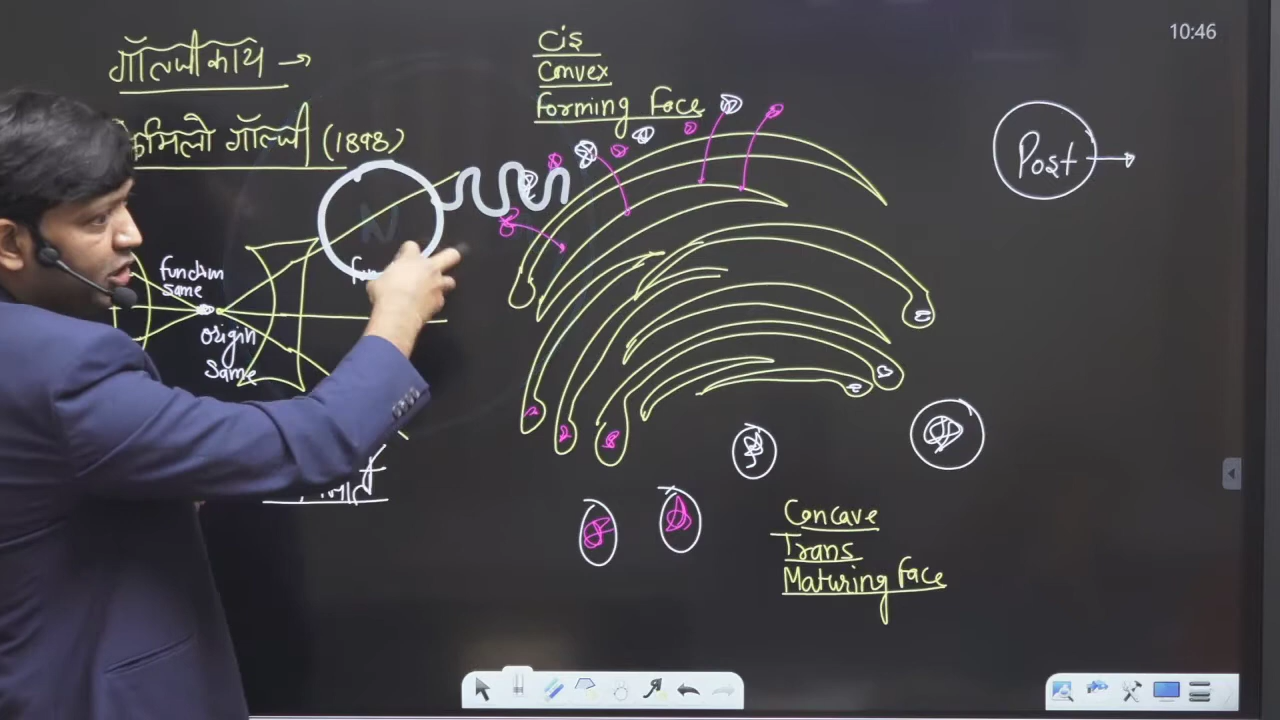 गॉल्जीकाय →
मिलो गॉल्जी (1898)
Cis
Convex
Forming Face
10:46
Post →
N
function
same
origin
same
Concave
Trans
Maturing Face